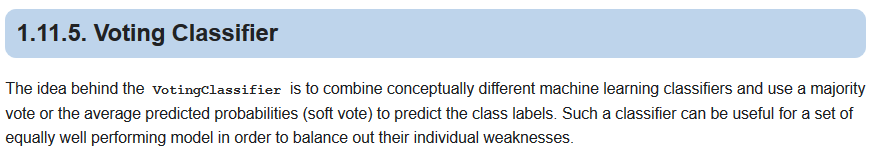 1.11.5. Voting Classifier
The idea behind the VotingClassifier is to combine conceptually different machine learning classifiers and use a majority
vote or the average predicted probabilities (soft vote) to predict the class labels. Such a classifier can be useful for a set of
equally well performing model in order to balance out their individual weaknesses.